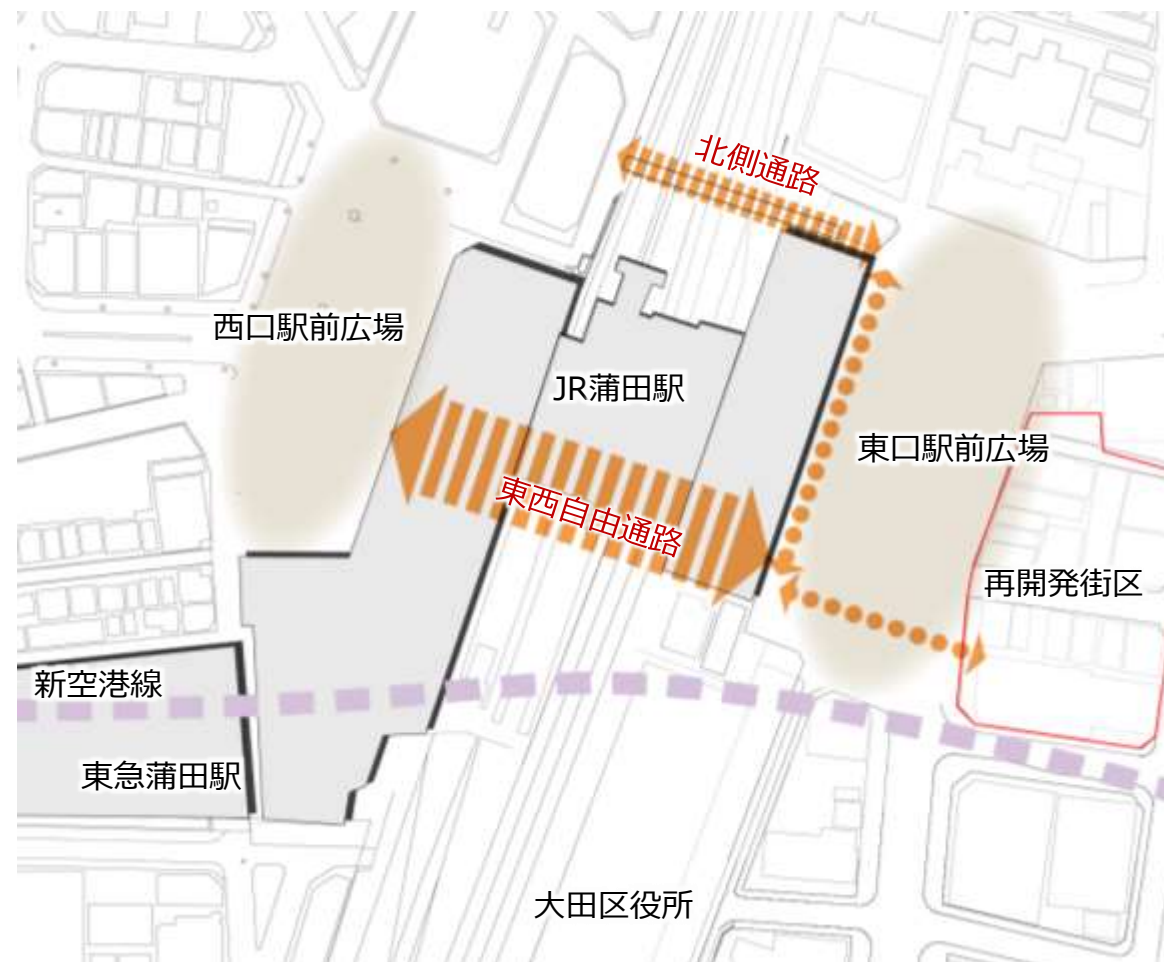 北側通路
西口駅前広場
JR蒲田駅
東口駅前広場
東西自由通路
再開発街区
新空港線
東急蒲田駅
大田区役所